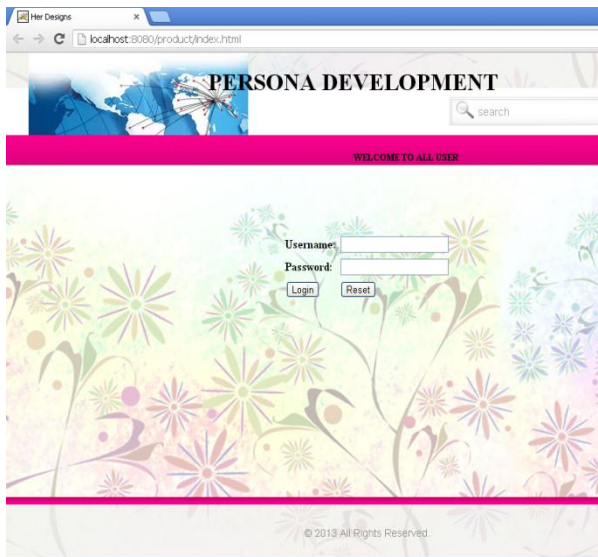 Her Designs
localhost:8080/product/index.html
PERSONA DEVELOPMENT
search
WELCOME TO ALL USER
Username:
Password:
Login Reset
© 2013 All Rights Reserved.